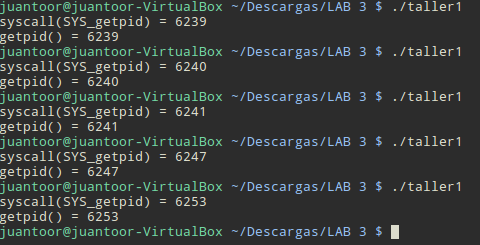 juantoor@juantoor-VirtualBox ~/Descargas/LAB 3 $ ./taller1
syscall(SYS_getpid) = 6239
getpid() = 6239
juantoor@juantoor-VirtualBox ~/Descargas/LAB 3 $ ./taller1
syscall(SYS_getpid) = 6240
getpid() = 6240
juantoor@juantoor-VirtualBox ~/Descargas/LAB 3 $ ./taller1
syscall(SYS_getpid) = 6241
getpid() = 6241
juantoor@juantoor-VirtualBox ~/Descargas/LAB 3 $ ./taller1
syscall(SYS_getpid) = 6247
getpid() = 6247
juantoor@juantoor-VirtualBox ~/Descargas/LAB 3 $ ./taller1
syscall(SYS_getpid) = 6253
getpid() = 6253
juantoor@juantoor-VirtualBox ~/Descargas/LAB 3 $